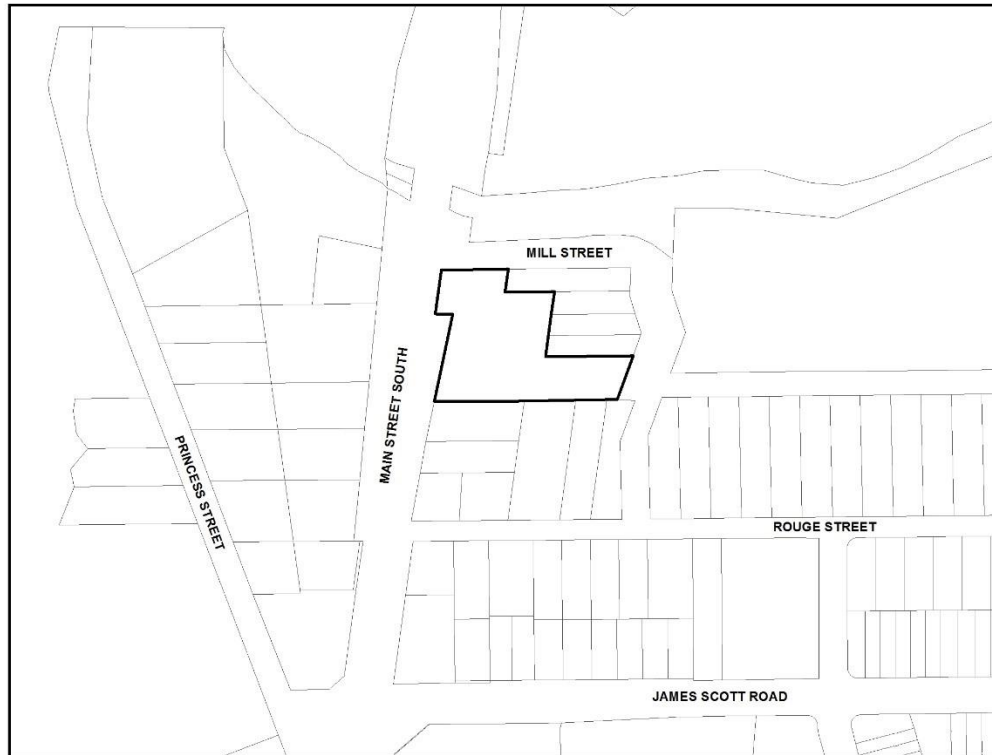 MILL STREET
MAIN STREET SOUTH
PRINCESS STREET
ROUGE STREET
JAMES SCOTT ROAD